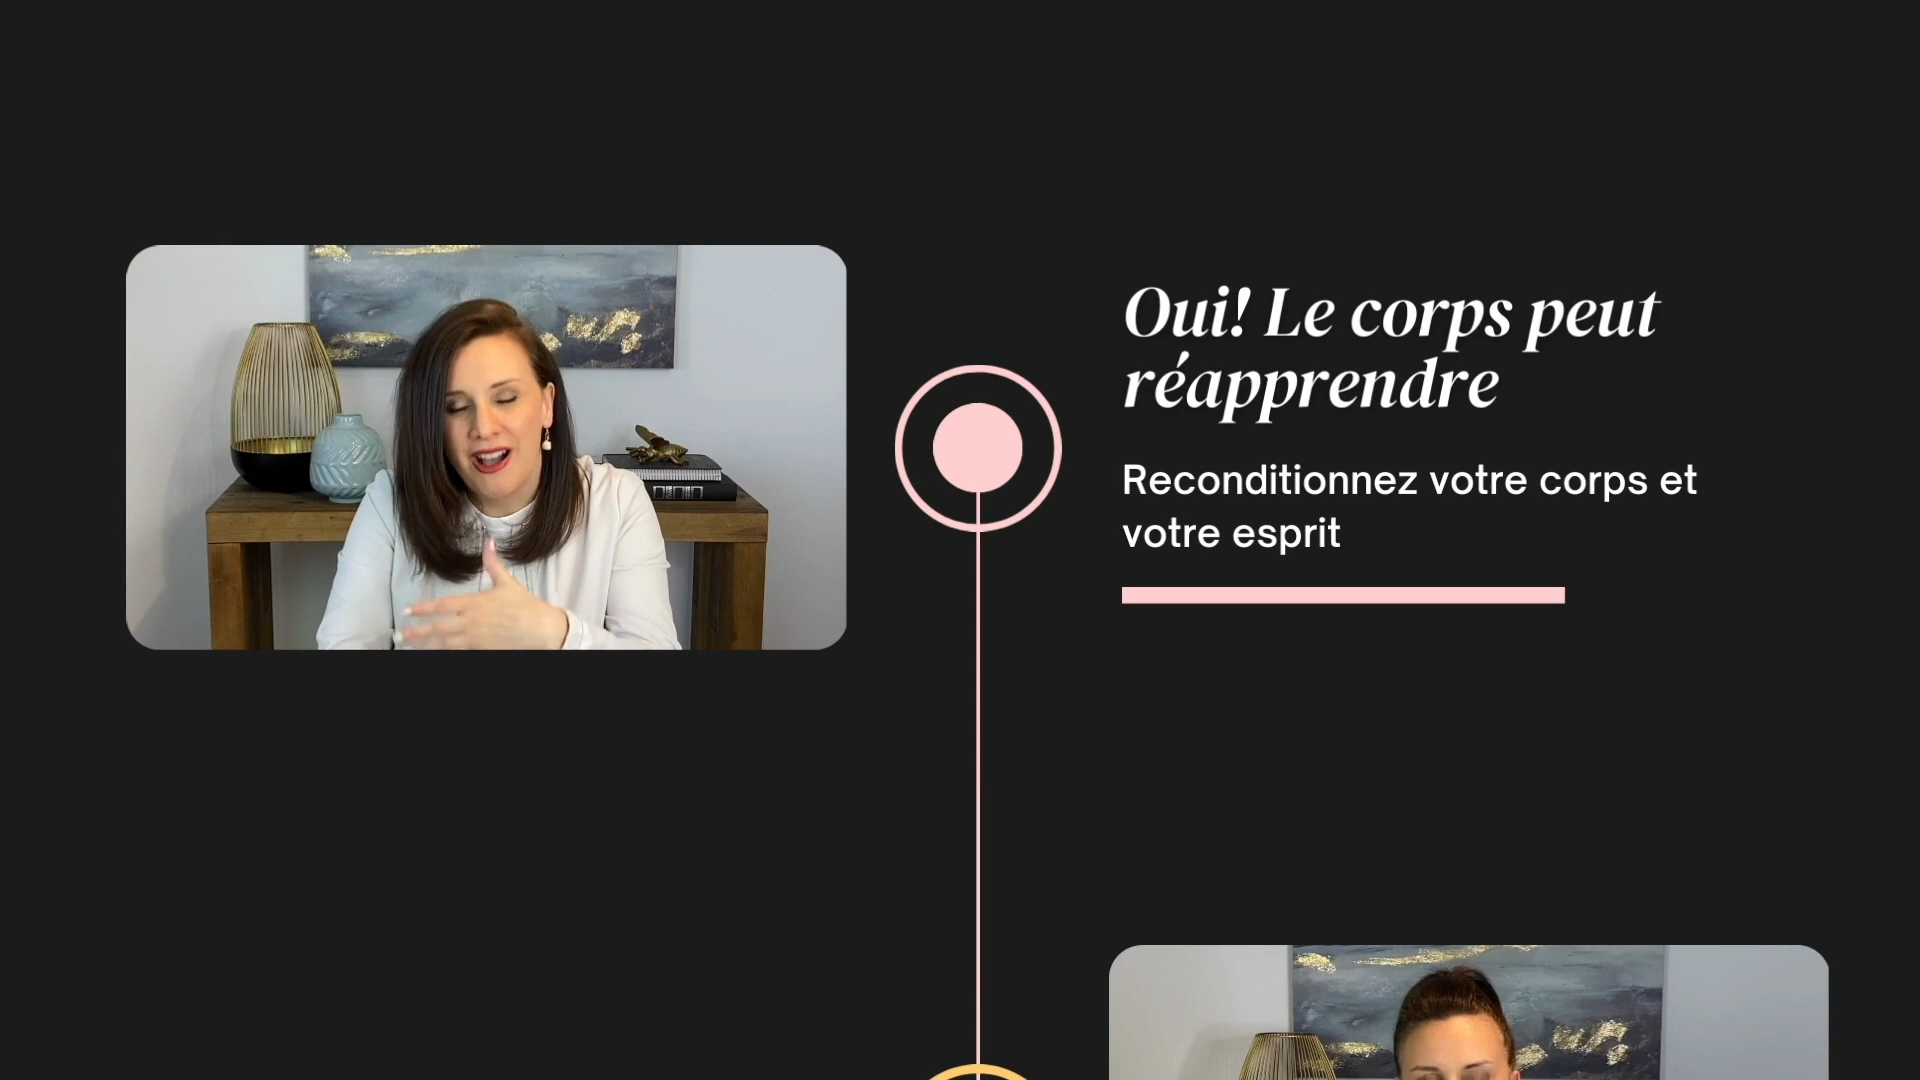 Oui! Le corps peut
réapprendre
Reconditionnez votre corps et
votre esprit